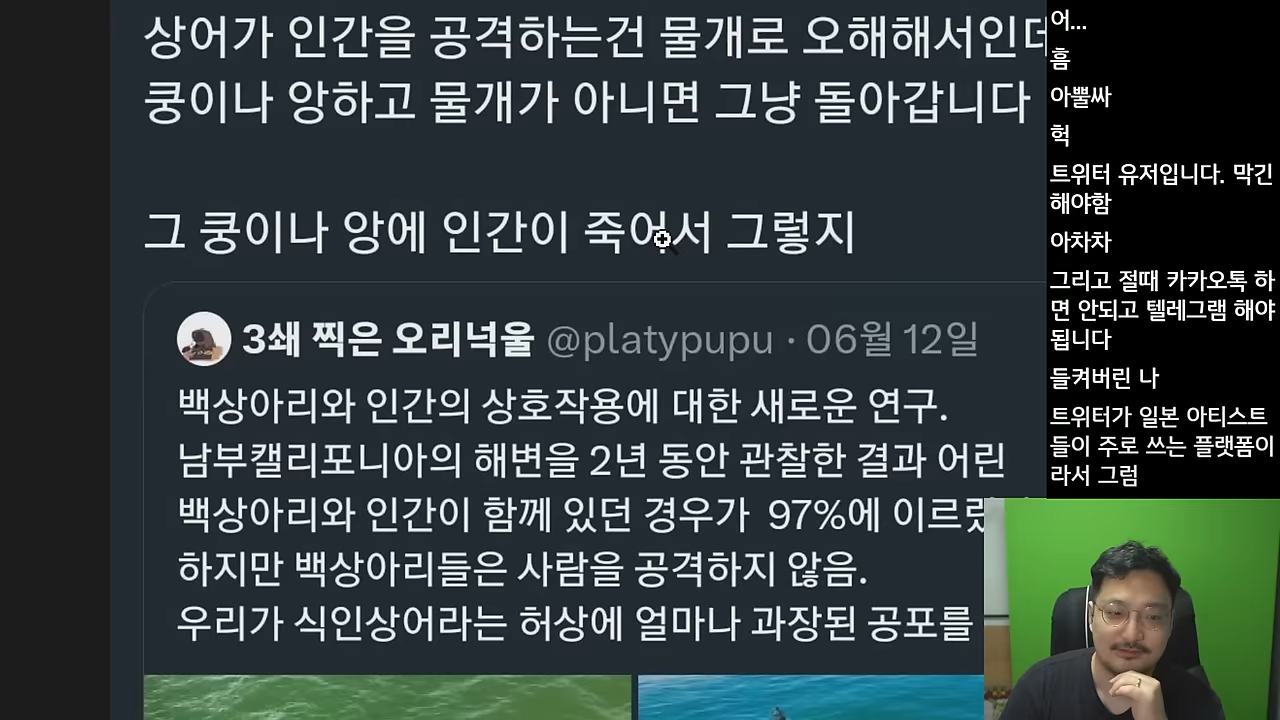 상어가 인간을 공격하는건 물개로 오해해서인데
쿵이나 앙하고 물개가 아니면 그냥 돌아갑니다
그 쿵이나 앙에 인간이 죽어서 그렇지
3쇄 찍은 오리너구울 @platypupu · 06월 12일
백상아리와 인간의 상호작용에 대한 새로운 연구.
남부캘리포니아의 해변을 2년 동안 관찰한 결과 어린
백상아리와 인간이 함께 있던 경우가 97%에 이르렀
하지만 백상아리들은 사람을 공격하지 않음.
우리가 식인상어라는 허상에 얼마나 과장된 공포를
어...
흠
아뿔싸
헉
트위터 유저입니다. 막긴
해야함
아차차
그리고 절때 카카오톡 하
면 안되고 텔레그램 해야
됩니다
들켜버린 나
트위터가 일본 아티스트
들이 주로 쓰는 플랫폼이
라서 그럼